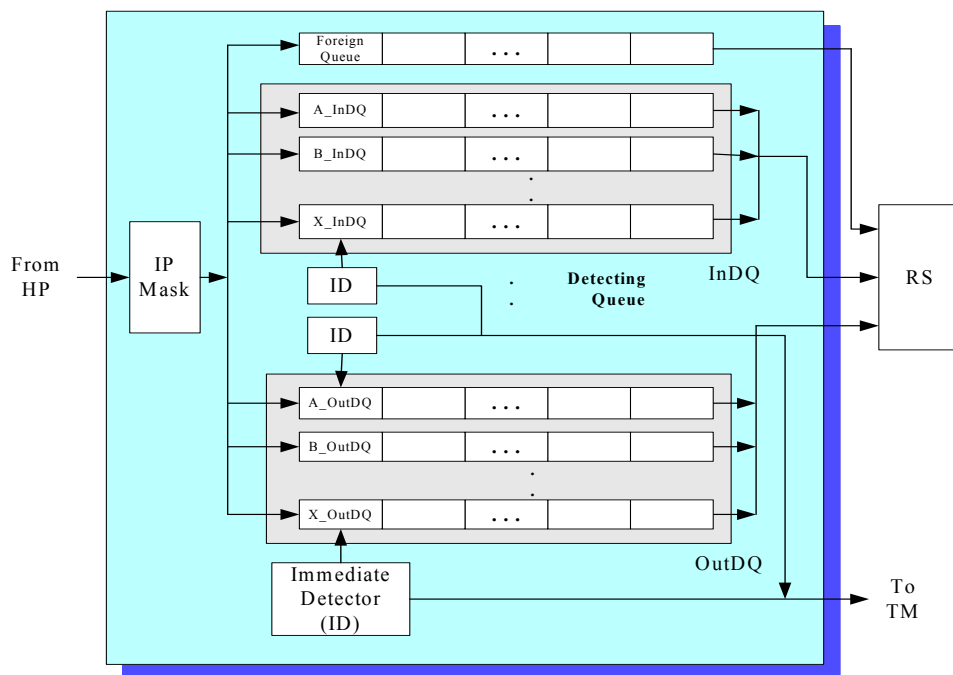 Foreign
Queue
...
A_InDQ
...
B_InDQ
...
X_InDQ
...
From
HP
IP
Mask
ID
Detecting
Queue
InDQ
RS
ID
A_OutDQ
...
B_OutDQ
...
X_OutDQ
...
OutDQ
Immediate
Detector
(ID)
To
TM